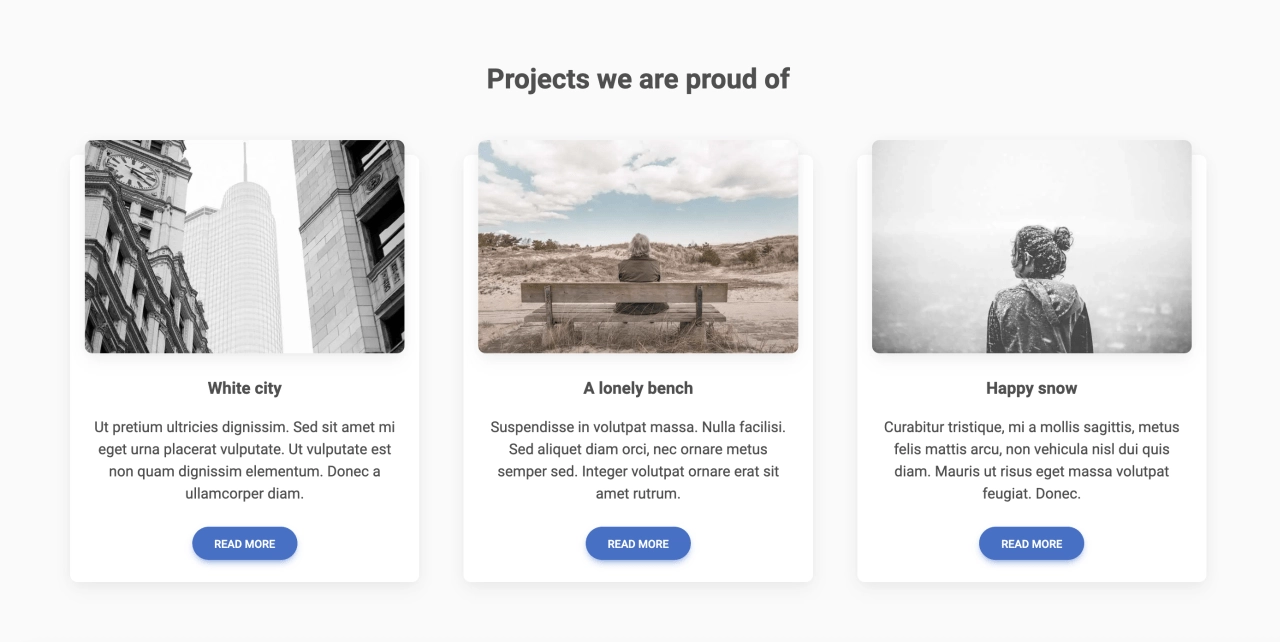 Projects we are proud of
White city
Ut pretium ultricies dignissim. Sed sit amet mi
eget urna placerat vulputate. Ut vulputate est
non quam dignissim elementum. Donec a
ullamcorper diam.
READ MORE
A lonely bench
Suspendisse in volutpat massa. Nulla facilisi.
Sed aliquet diam orci, nec ornare metus
semper sed. Integer volutpat ornare erat sit
amet rutrum.
READ MORE
Happy snow
Curabitur tristique, mi a mollis sagittis, metus
felis mattis arcu, non vehicula nisl dui quis
diam. Mauris ut risus eget massa volutpat
feugiat. Donec.
READ MORE